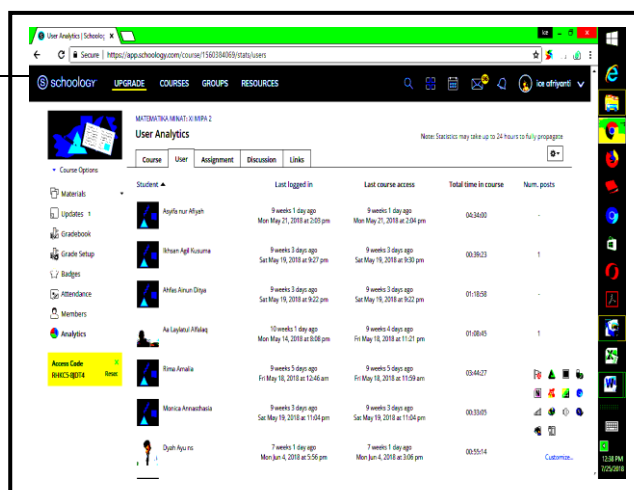 User Analytics | Schoolog
ice
Secure | https://app.schoology.com/course/1560384069/stats/users
schoology UPGRADE COURSES GROUPS RESOURCES ice afriyanti
MATEMATIKA MINAT: XI MIPA 2
User Analytics
Note: Statistics may take up to 24 hours to fully propagate
Course User Assignment Discussion Links
Course Options
Materials
Updates 1
Gradebook
Grade Setup
Badges
Attendance
Members
Analytics
Access Code
RHKC5-BJDT4 Reset
Student Last logged in Last course access Total time in course Num. posts
Asyifa nur Afiyah 9 weeks 1 day ago 9 weeks 1 day ago 04:34:00 -
Mon May 21, 2018 at 2:03 pm Mon May 21, 2018 at 2:04 pm
Ikhsan Agil Kusuma 9 weeks 3 days ago 9 weeks 3 days ago 00:39:23 1
Sat May 19, 2018 at 9:27 pm Sat May 19, 2018 at 9:30 pm
Ahfas Ainun Ditya 9 weeks 3 days ago 9 weeks 3 days ago 01:18:58 -
Sat May 19, 2018 at 9:22 pm Sat May 19, 2018 at 9:22 pm
Aa Laylatul Alfalaq 10 weeks 1 day ago 9 weeks 4 days ago 01:08:45 1
Mon May 14, 2018 at 8:08 pm Fri May 18, 2018 at 11:21 pm
Rima Amalia 9 weeks 5 days ago 9 weeks 5 days ago 03:44:27
Fri May 18, 2018 at 12:46 am Fri May 18, 2018 at 11:59 am
Monica Annasthasia 9 weeks 3 days ago 9 weeks 3 days ago 00:33:05
Sat May 19, 2018 at 11:04 pm Sat May 19, 2018 at 11:04 pm
Dyah Ayu ns 7 weeks 1 day ago 7 weeks 1 day ago 00:55:14
Mon Jun 4, 2018 at 5:56 pm Mon Jun 4, 2018 at 3:06 pm
Customize...
12:38 PM
7/25/2018